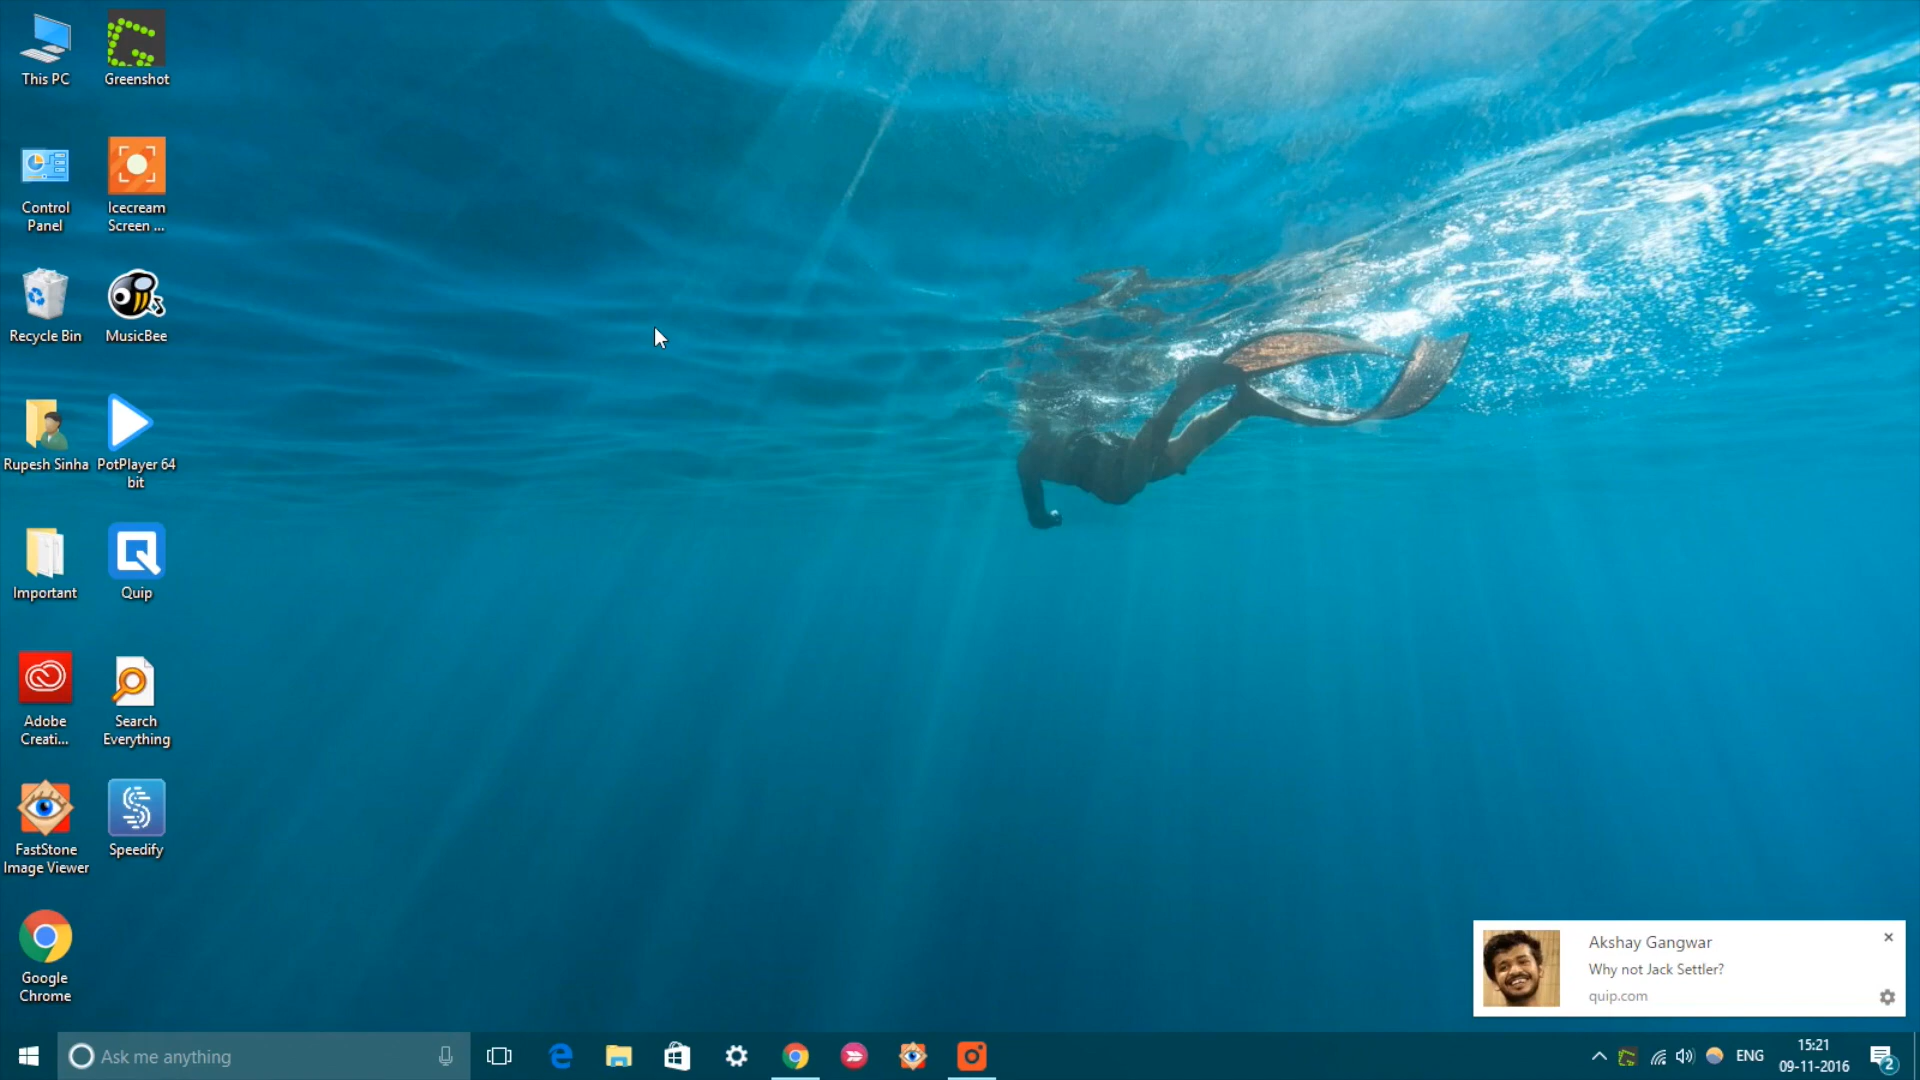 This PC
Greenshot
Control
Panel
Icecream
Screen ...
Recycle Bin
MusicBee
Rupesh Sinha
PotPlayer 64
bit
Important
Quip
Adobe
Creati...
Search
Everything
FastStone
Image Viewer
Speedify
Google
Chrome
Akshay Gangwar
Why not Jack Settler?
quip.com
Ask me anything
ENG
15:21
09-11-2016
2